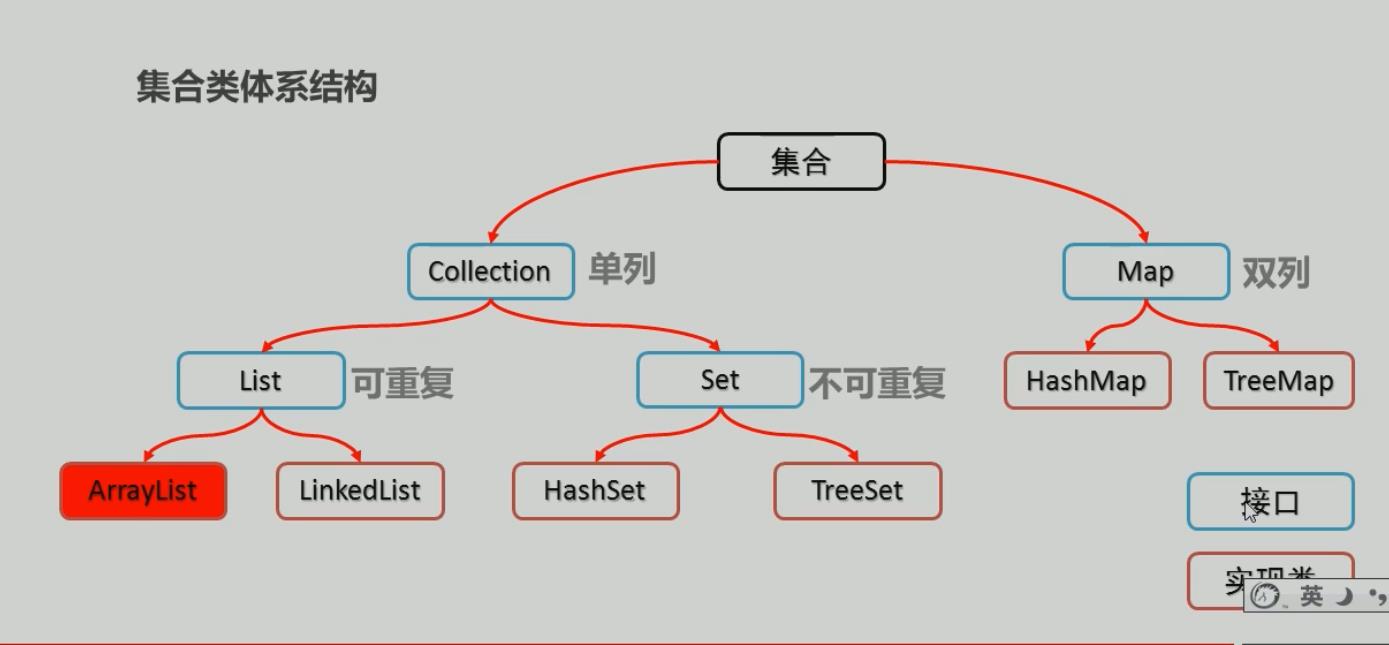 集合类体系结构
集合
Collection 单列
Map 双列
List 可重复
Set 不可重复
HashMap
TreeMap
ArrayList
LinkedList
HashSet
TreeSet
接口
实现类
英